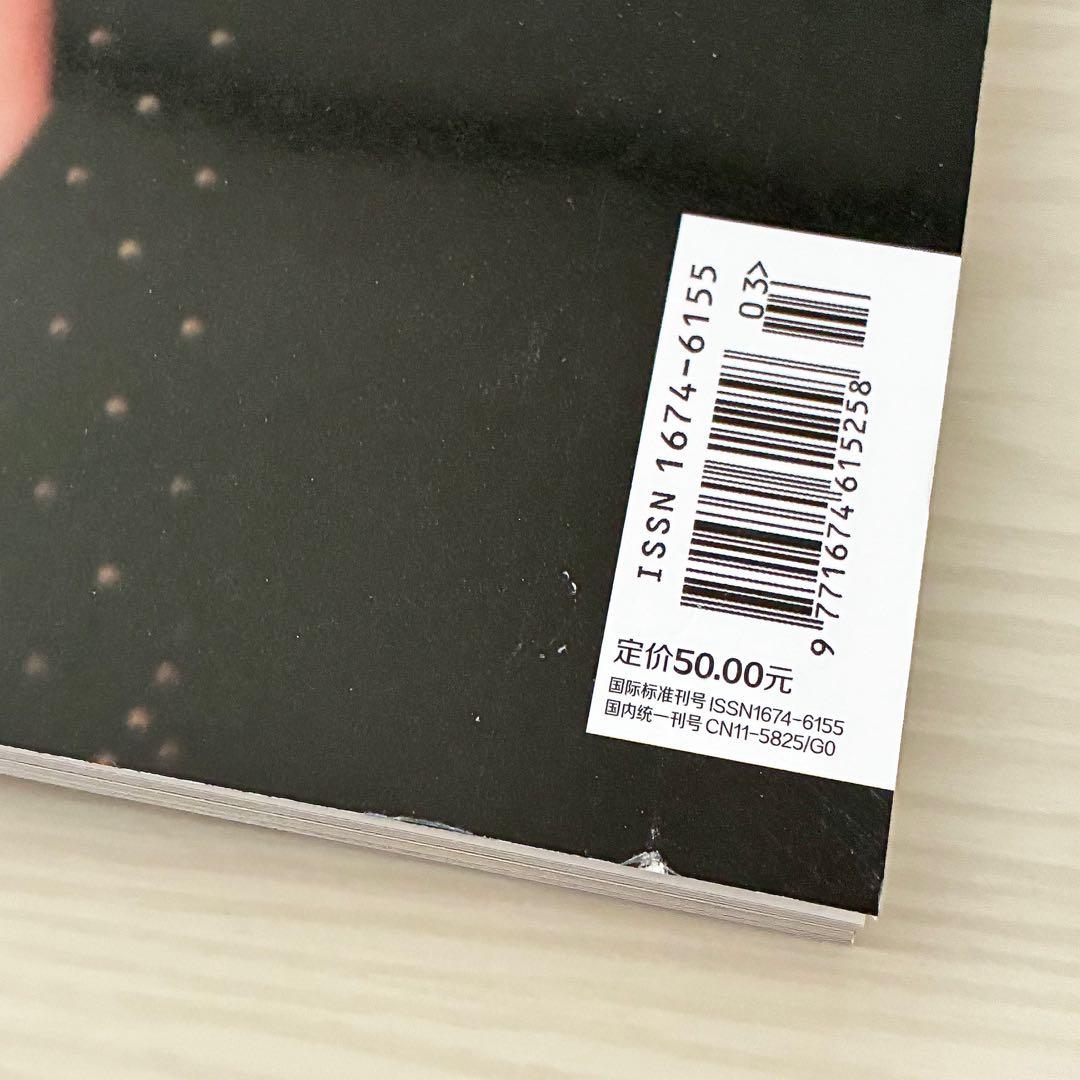 ISSN 1674-6155
03>
9 771674 615258
定价50.00元
国际标准刊号 ISSN1674-6155
国内统一刊号 CN11-5825/G0